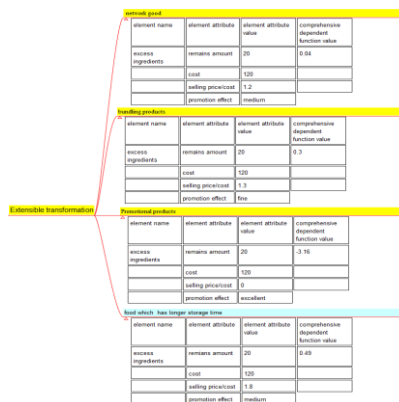 network good
element name element attribute element attribute value comprehensive dependent function value
excess ingredients remains amount 20 0.04
cost 120
selling price/cost 1.2
promotion effect medium
bundling products
element name element attribute element attribute value comprehensive dependent function value
excess ingredients remains amount 20 0.3
cost 120
selling price/cost 1.3
promotion effect fine
Extensible transformation
Promotional products
element name element attribute element attribute value comprehensive dependent function value
excess ingredients remains amount 20 -3.16
cost 120
selling price/cost 0
promotion effect excellent
food which has longer storage time
element name element attribute element attribute value comprehensive dependent function value
excess ingredients remians amount 20 0.49
cost 120
selling price/cost 1.8
promotion effect medium